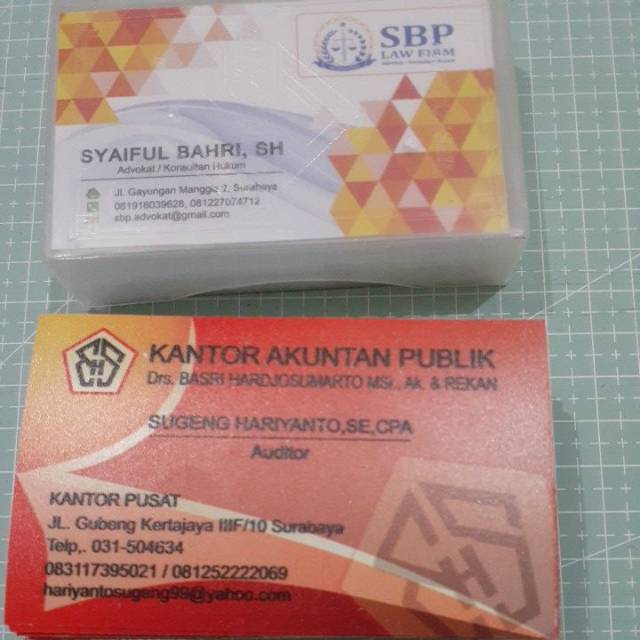 SBP
LAW FIRM
SYAIFUL BAHRI, SH
Advokat / Konsultan Hukum
Jl. Gayungan Mangga 2, Surabaya
081918039628, 081227074712
sbp.advokat@gmail.com
KANTOR AKUNTAN PUBLIK
Drs. BASRI HARDJOSUMARTO MSi., Ak. & REKAN
SUGENG HARIYANTO,SE,CPA
Auditor
KANTOR PUSAT
JL. Gubeng Kertajaya IIIF/10 Surabaya
Telp,. 031-504634
083117395021 / 081252222069
hariyantosugeng99@yahoo.com